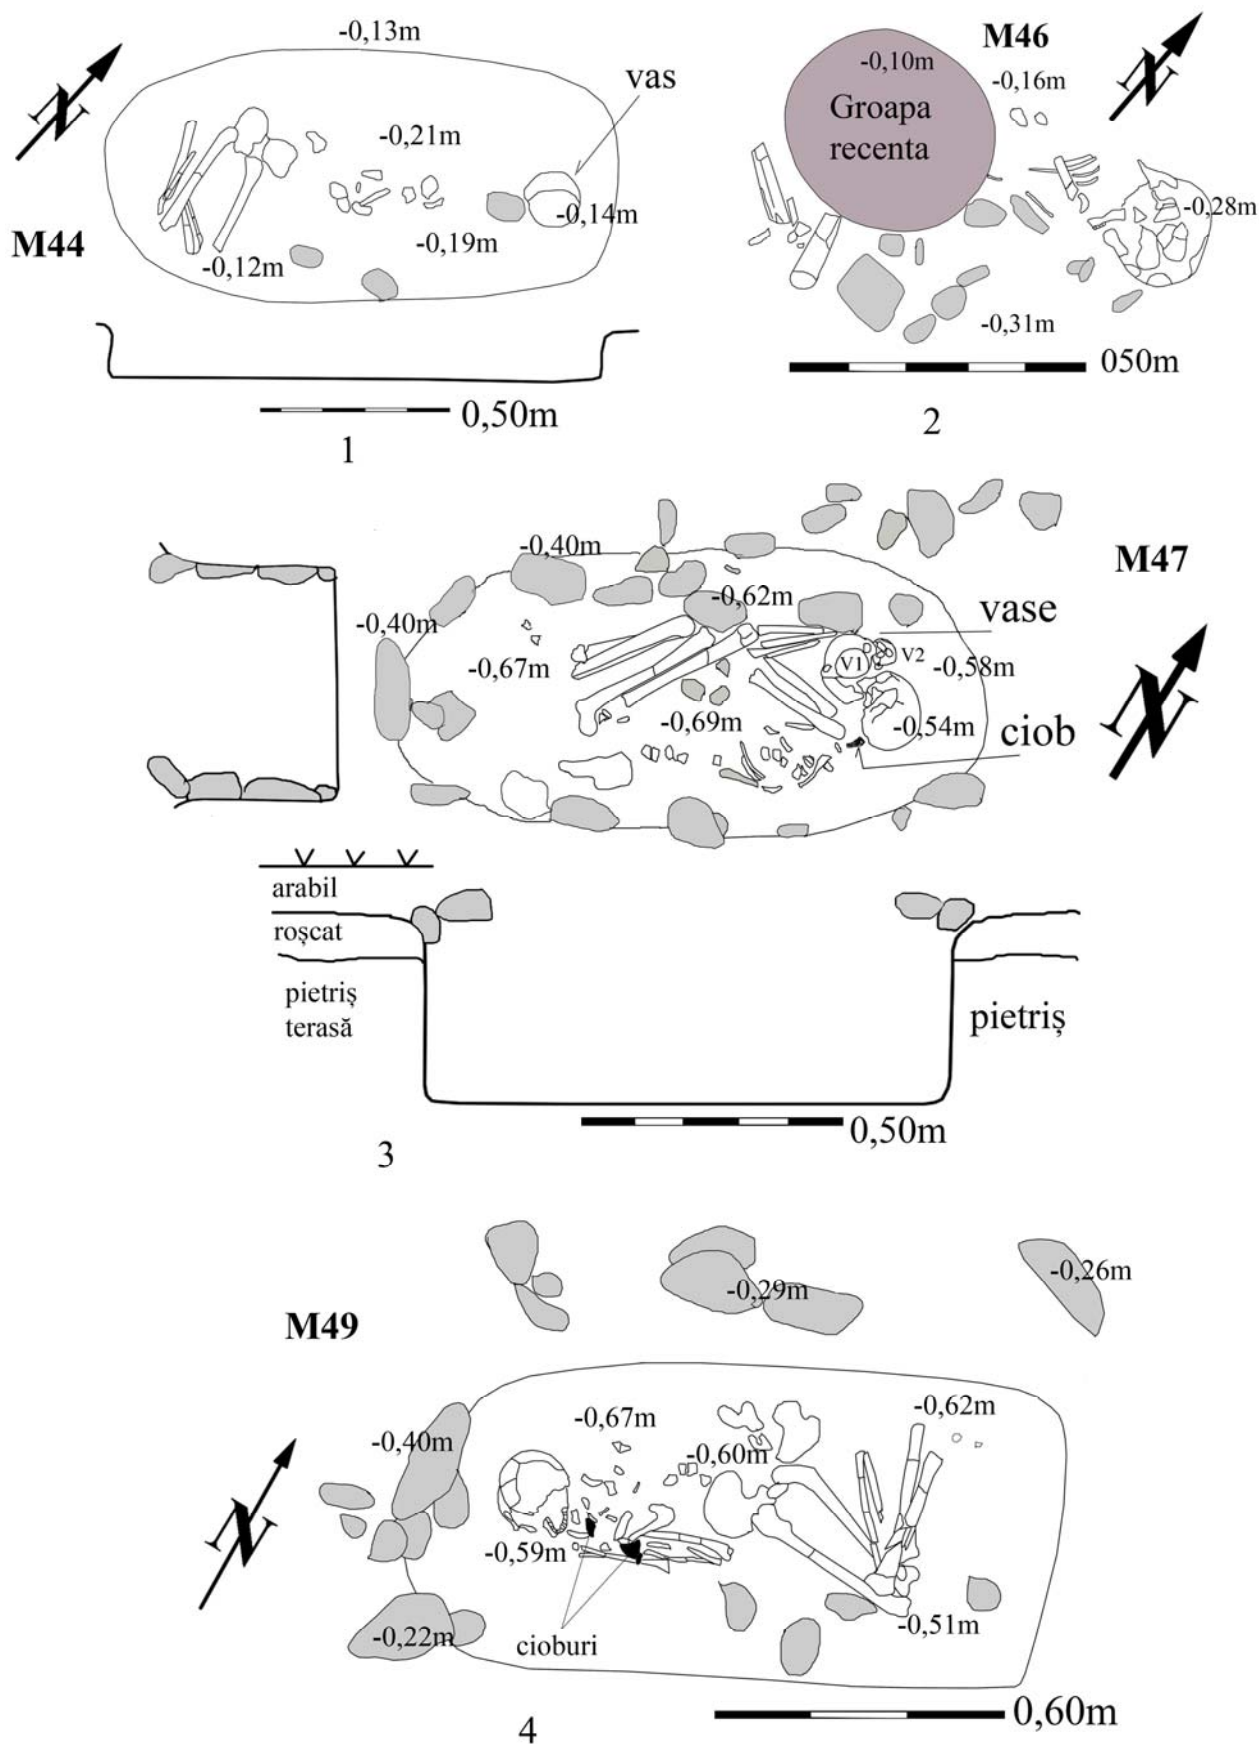 -0,13m
vas
-0,21m
-0,14m
-0,19m
-0,12m
M44
N
0,50m
1
M46
-0,10m
-0,16m
Groapa
recenta
N
-0,28m
-0,31m
050m
2
-0,40m
M47
-0,62m
vase
-0,40m
-0,67m
V1
V2
-0,58m
-0,69m
-0,54m
ciob
N
arabil
roșcat
pietriș
terasă
pietriș
0,50m
3
-0,26m
-0,29m
M49
-0,62m
-0,67m
-0,40m
-0,60m
N
-0,59m
-0,51m
-0,22m
cioburi
0,60m
4